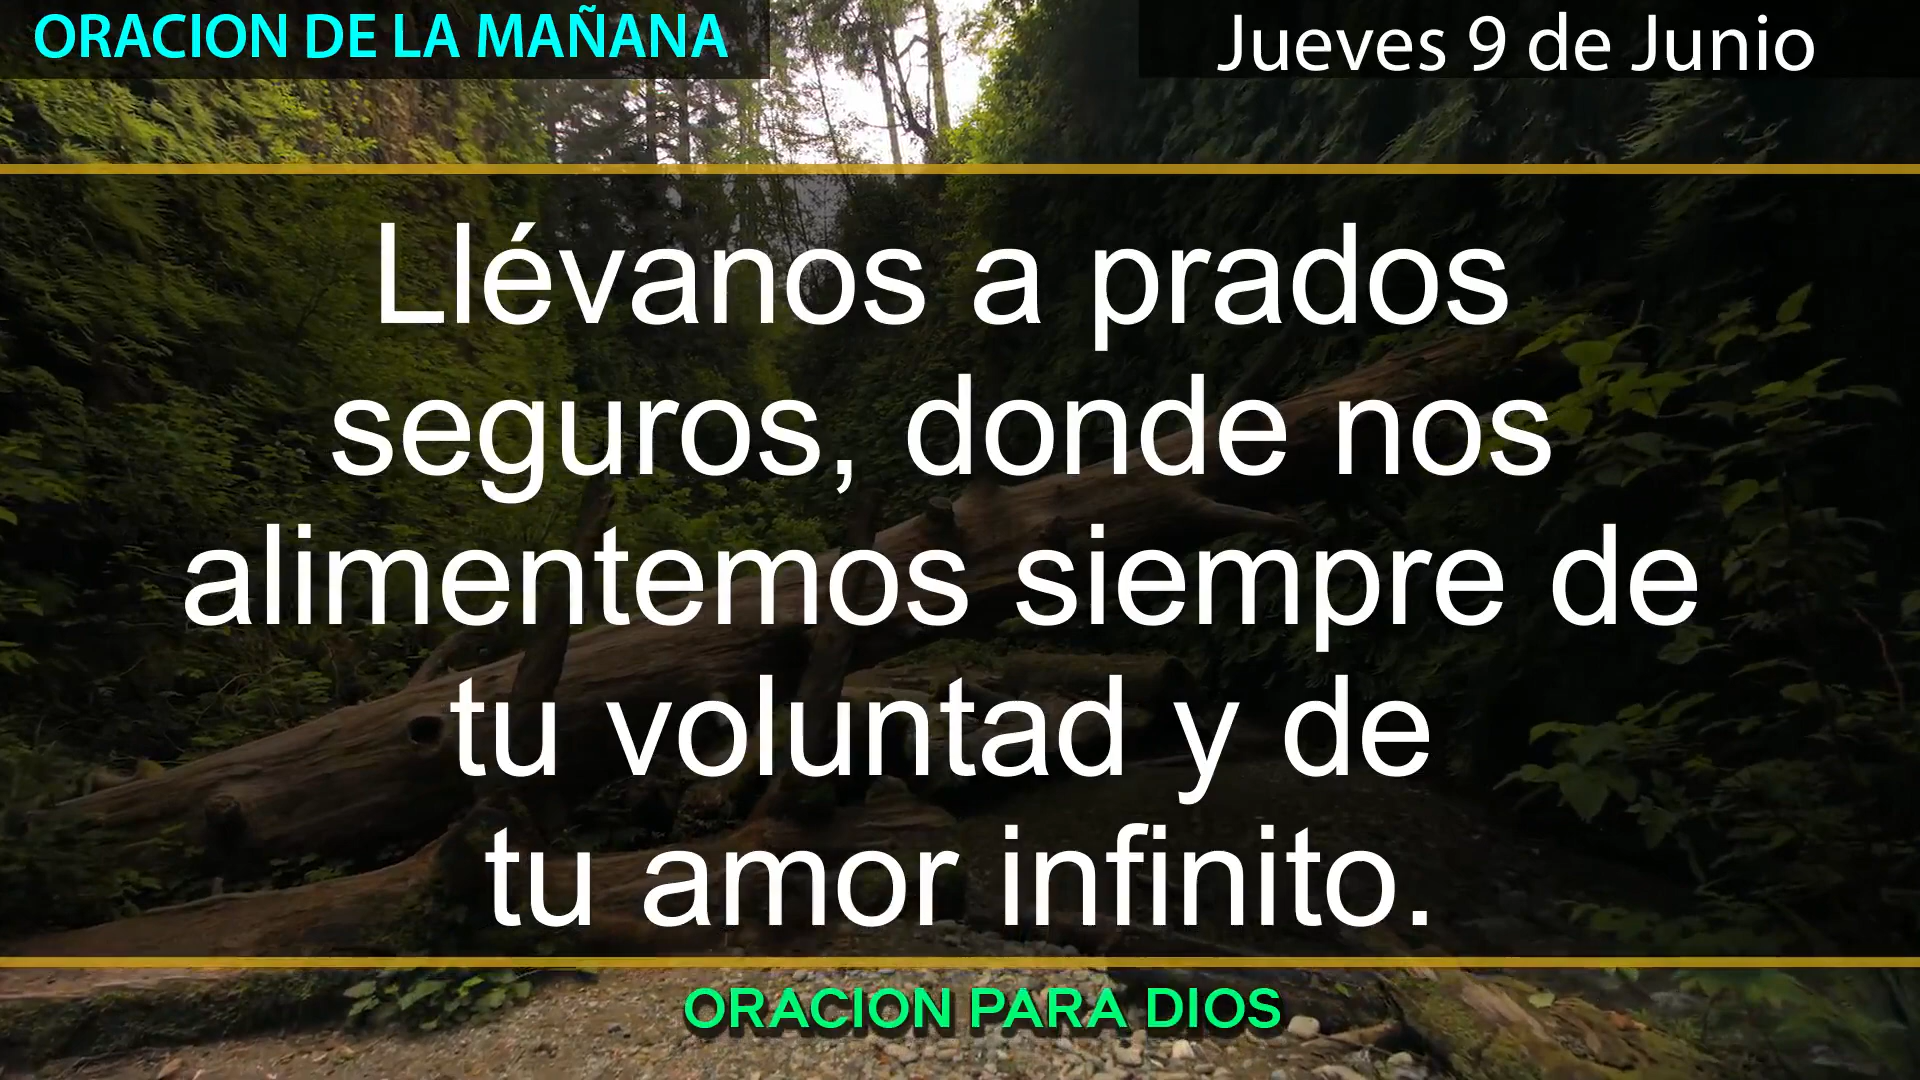 ORACION DE LA MAÑANA
Jueves 9 de Junio
Llévanos a prados
seguros, donde nos
alimentemos siempre de
tu voluntad y de
tu amor infinito.
ORACION PARA DIOS